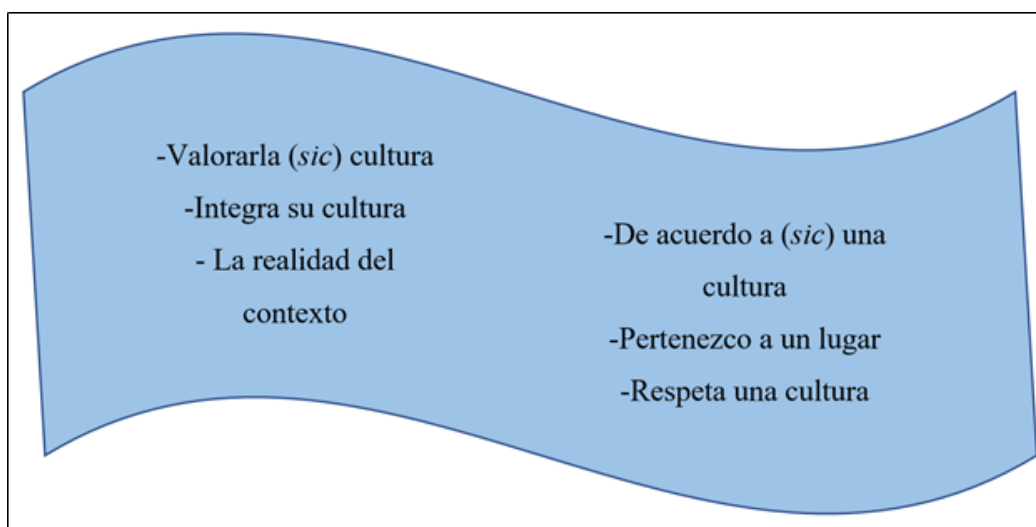 -Valorarla (sic) cultura
-Integra su cultura
- La realidad del
contexto
-De acuerdo a (sic) una
cultura
-Pertenezco a un lugar
-Respeta una cultura